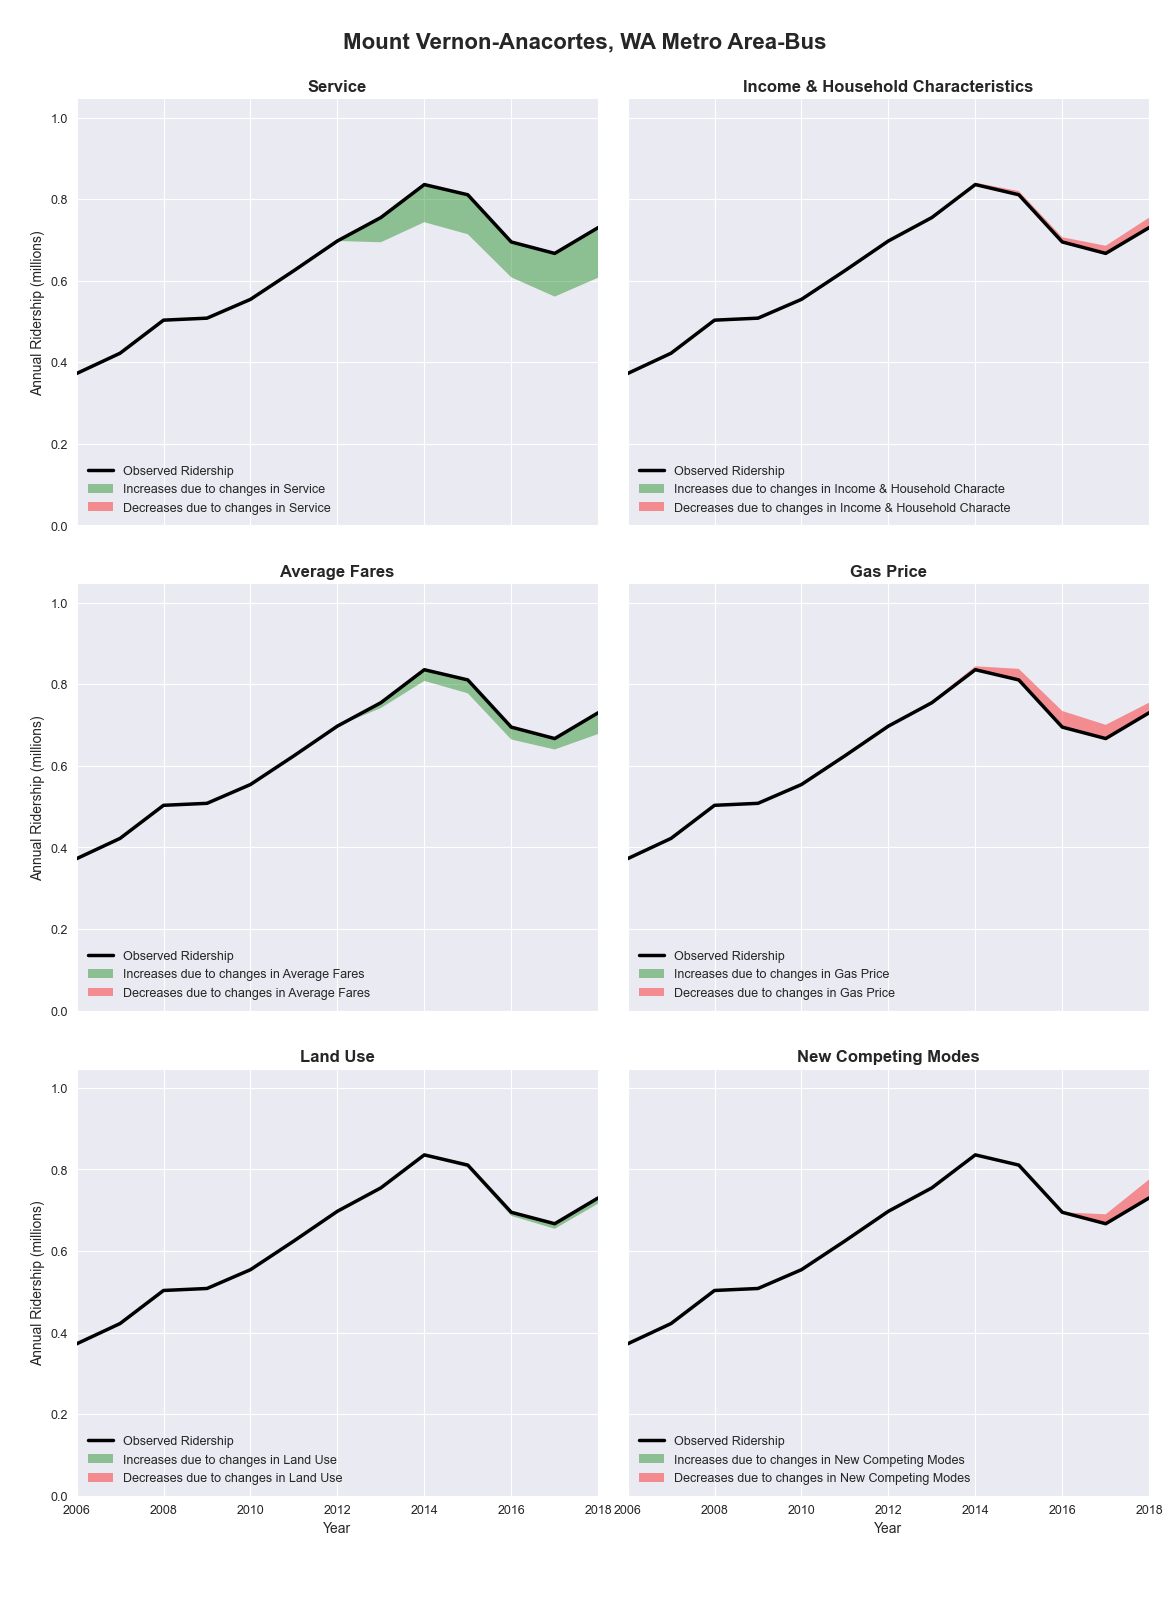 Mount Vernon-Anacortes, WA Metro Area-Bus
Service
Income & Household Characteristics
1.0
0.8
0.6
0.4
0.2
0.0
Annual Ridership (millions)
Observed Ridership
Increases due to changes in Service
Decreases due to changes in Service
Observed Ridership
Increases due to changes in Income & Household Characte
Decreases due to changes in Income & Household Characte
Average Fares
Gas Price
1.0
0.8
0.6
0.4
0.2
0.0
Annual Ridership (millions)
Observed Ridership
Increases due to changes in Average Fares
Decreases due to changes in Average Fares
Observed Ridership
Increases due to changes in Gas Price
Decreases due to changes in Gas Price
Land Use
New Competing Modes
1.0
0.8
0.6
0.4
0.2
0.0
Annual Ridership (millions)
Observed Ridership
Increases due to changes in Land Use
Decreases due to changes in Land Use
Observed Ridership
Increases due to changes in New Competing Modes
Decreases due to changes in New Competing Modes
2006 2008 2010 2012 2014 2016 2018
2006 2008 2010 2012 2014 2016 2018
Year
Year